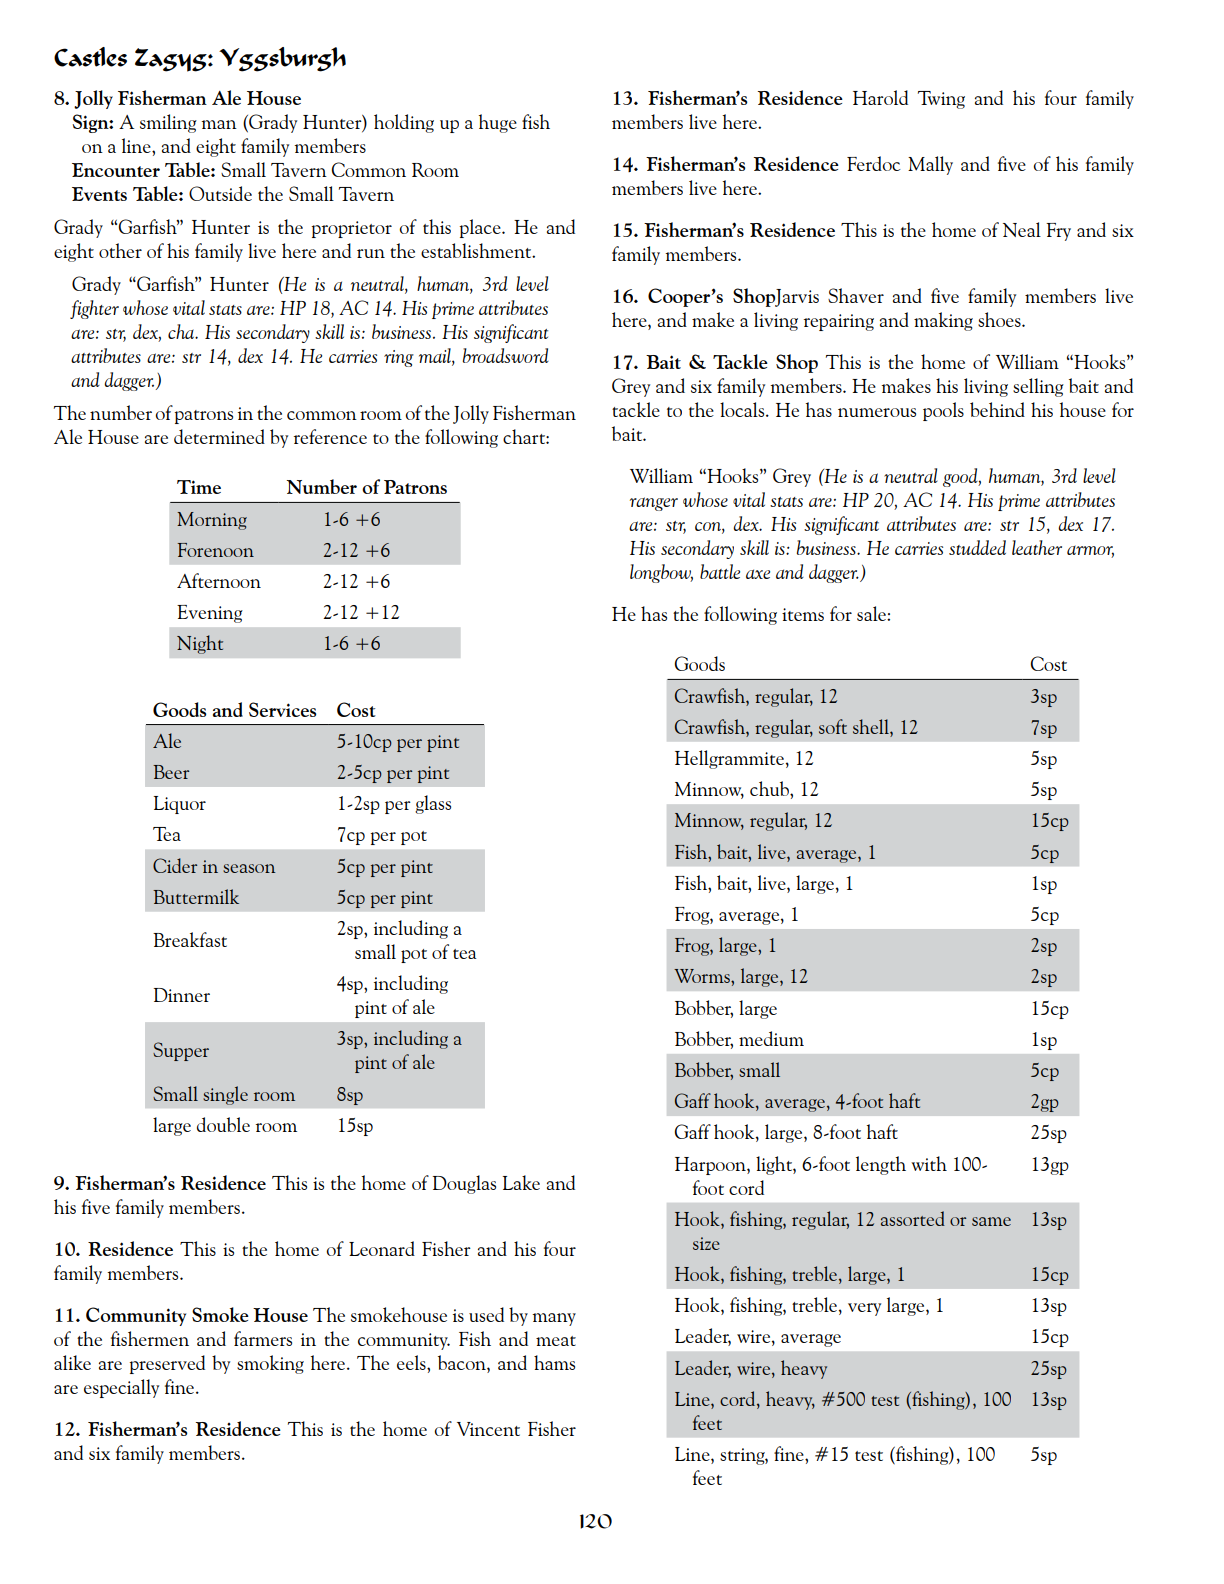 Castles Zagyg: Yggsburgh
8. Jolly Fisherman Ale House
Sign: A smiling man (Grady Hunter) holding up a huge fish
on a line, and eight family members
Encounter Table: Small Tavern Common Room
Events Table: Outside the Small Tavern
Grady “Garfish” Hunter is the proprietor of this place. He and
eight other of his family live here and run the establishment.
Grady “Garfish” Hunter (He is a neutral, human, 3rd level
fighter whose vital stats are: HP 18, AC 14. His prime attributes
are: str, dex, cha. His secondary skill is: business. His significant
attributes are: str 14, dex 14. He carries ring mail, broadsword
and dagger.)
The number of patrons in the common room of the Jolly Fisherman
Ale House are determined by reference to the following chart:
Time Number of Patrons
Morning 1-6 +6
Forenoon 2-12 +6
Afternoon 2-12 +6
Evening 2-12 +12
Night 1-6 +6
Goods and Services Cost
Ale 5-10cp per pint
Beer 2-5cp per pint
Liquor 1-2sp per glass
Tea 7cp per pot
Cider in season 5cp per pint
Buttermilk 5cp per pint
Breakfast 2sp, including a
small pot of tea
Dinner 4sp, including
pint of ale
Supper 3sp, including a
pint of ale
Small single room 8sp
large double room 15sp
9. Fisherman’s Residence This is the home of Douglas Lake and
his five family members.
10. Residence This is the home of Leonard Fisher and his four
family members.
11. Community Smoke House The smokehouse is used by many
of the fishermen and farmers in the community. Fish and meat
alike are preserved by smoking here. The eels, bacon, and hams
are especially fine.
12. Fisherman’s Residence This is the home of Vincent Fisher
and six family members.
13. Fisherman’s Residence Harold Twing and his four family
members live here.
14. Fisherman’s Residence Ferdoc Mally and five of his family
members live here.
15. Fisherman’s Residence This is the home of Neal Fry and six
family members.
16. Cooper’s ShopJarvis Shaver and five family members live
here, and make a living repairing and making shoes.
17. Bait & Tackle Shop This is the home of William “Hooks”
Grey and six family members. He makes his living selling bait and
tackle to the locals. He has numerous pools behind his house for
bait.
William “Hooks” Grey (He is a neutral good, human, 3rd level
ranger whose vital stats are: HP 20, AC 14. His prime attributes
are: str, con, dex. His significant attributes are: str 15, dex 17.
His secondary skill is: business. He carries studded leather armor,
longbow, battle axe and dagger.)
He has the following items for sale:
Goods Cost
Crawfish, regular, 12 3sp
Crawfish, regular, soft shell, 12 7sp
Hellgrammite, 12 5sp
Minnow, chub, 12 5sp
Minnow, regular, 12 15cp
Fish, bait, live, average, 1 5cp
Fish, bait, live, large, 1 1sp
Frog, average, 1 5cp
Frog, large, 1 2sp
Worms, large, 12 2sp
Bobber, large 15cp
Bobber, medium 1sp
Bobber, small 5cp
Gaff hook, average, 4-foot haft 2gp
Gaff hook, large, 8-foot haft 25sp
Harpoon, light, 6-foot length with 100- 13gp
foot cord
Hook, fishing, regular, 12 assorted or same 13sp
size
Hook, fishing, treble, large, 1 15cp
Hook, fishing, treble, very large, 1 13sp
Leader, wire, average 15cp
Leader, wire, heavy 25sp
Line, cord, heavy, #500 test (fishing), 100 13sp
feet
Line, string, fine, #15 test (fishing), 100 5sp
feet
120